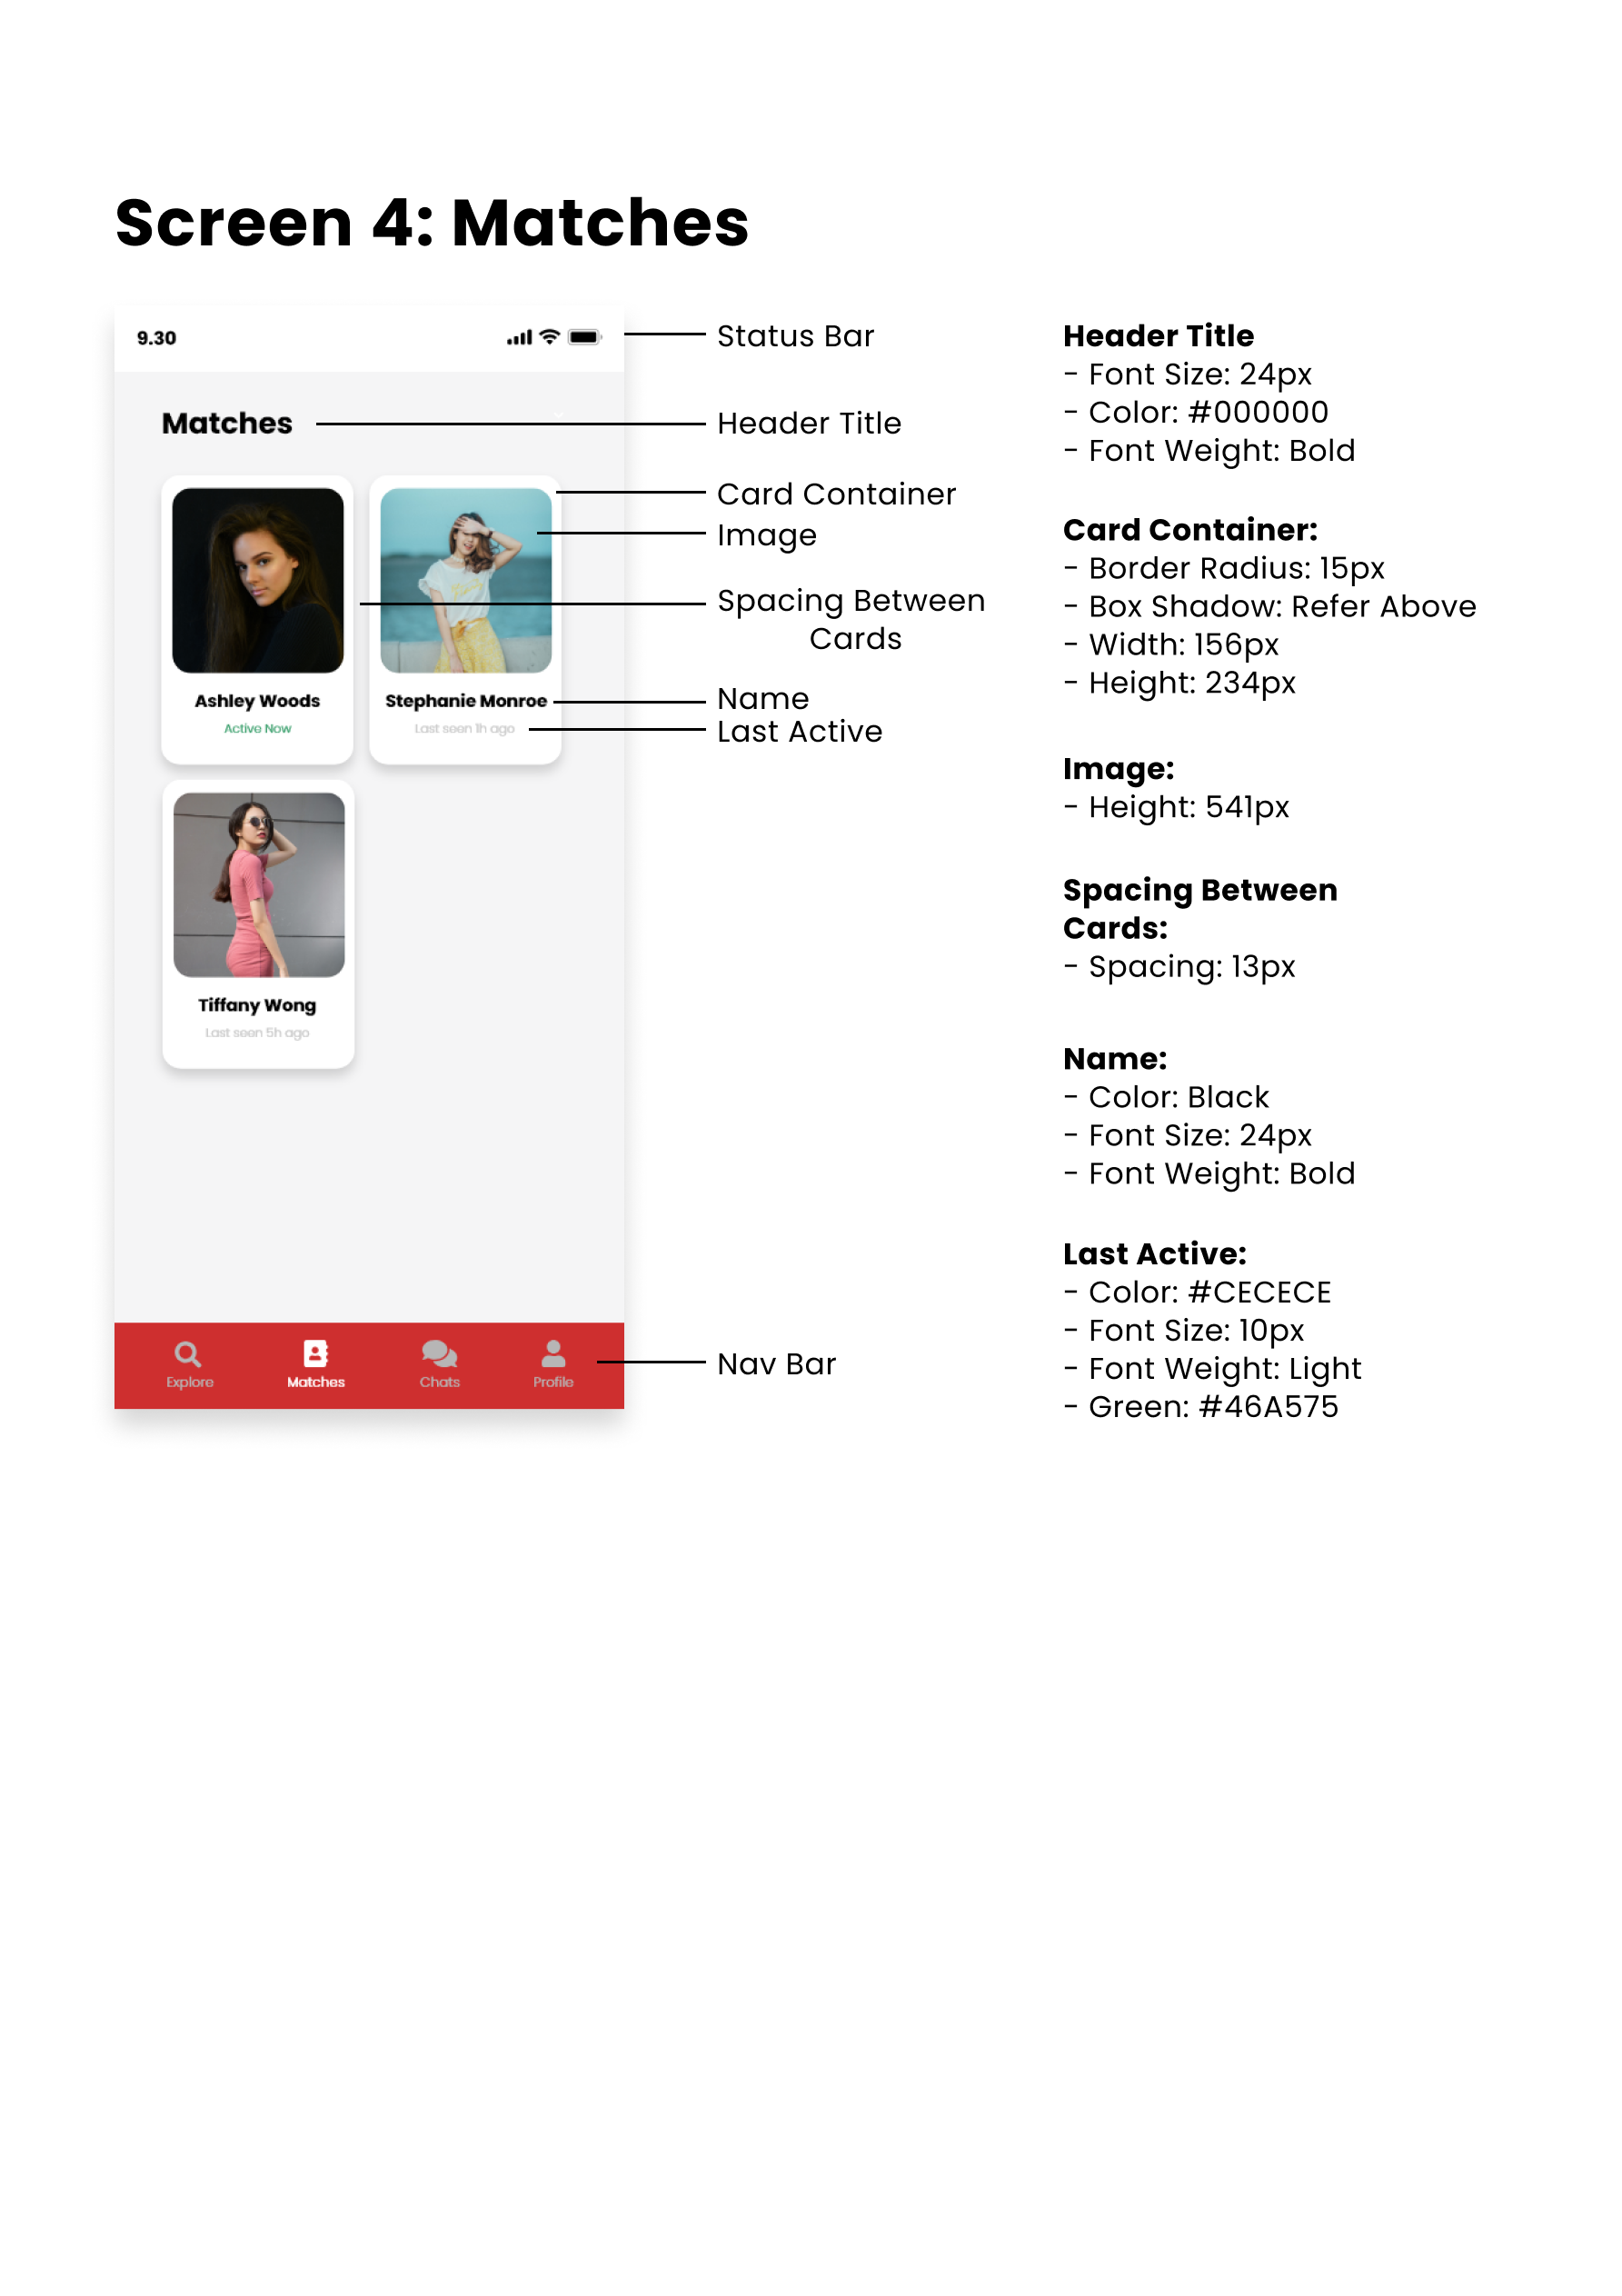 Screen 4: Matches
9.30
Matches
Ashley Woods
Active Now
Stephanie Monroe
Last seen 1h ago
Tiffany Wong
Last seen 5h ago
Explore
Matches
Chats
Profile
Status Bar
Header Title
Card Container
Image
Spacing Between
Cards
Name
Last Active
Nav Bar
Header Title
- Font Size: 24px
- Color: #000000
- Font Weight: Bold
Card Container:
- Border Radius: 15px
- Box Shadow: Refer Above
- Width: 156px
- Height: 234px
Image:
- Height: 541px
Spacing Between
Cards:
- Spacing: 13px
Name:
- Color: Black
- Font Size: 24px
- Font Weight: Bold
Last Active:
- Color: #CECECE
- Font Size: 10px
- Font Weight: Light
- Green: #46A575